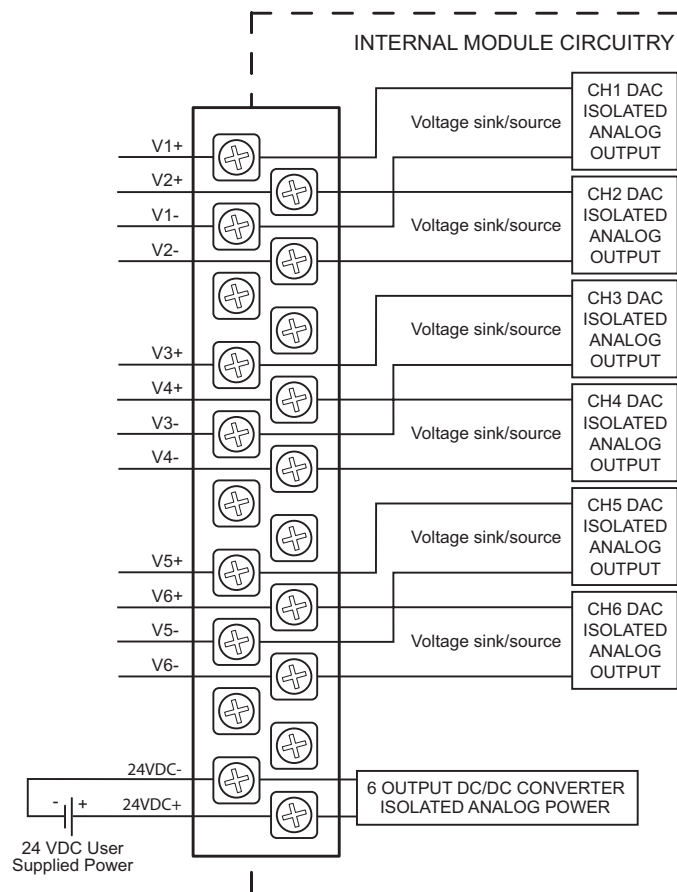 INTERNAL MODULE CIRCUITRY
CH1 DAC
ISOLATED
ANALOG
OUTPUT
Voltage sink/source
V1+
V2+
V1-
V2-
CH2 DAC
ISOLATED
ANALOG
OUTPUT
Voltage sink/source
CH3 DAC
ISOLATED
ANALOG
OUTPUT
Voltage sink/source
V3+
V4+
V3-
V4-
CH4 DAC
ISOLATED
ANALOG
OUTPUT
Voltage sink/source
CH5 DAC
ISOLATED
ANALOG
OUTPUT
Voltage sink/source
V5+
V6+
V5-
V6-
CH6 DAC
ISOLATED
ANALOG
OUTPUT
Voltage sink/source
24VDC-
24VDC+
- +
24 VDC User
Supplied Power
6 OUTPUT DC/DC CONVERTER
ISOLATED ANALOG POWER